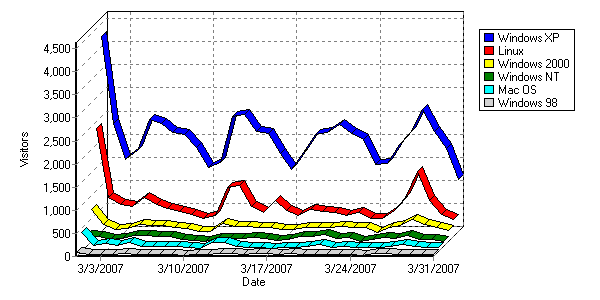 4,500
4,000
3,500
3,000
2,500
2,000
1,500
1,000
500
0
Visitors
3/3/2007
3/10/2007
3/17/2007
3/24/2007
3/31/2007
Date
Windows XP
Linux
Windows 2000
Windows NT
Mac OS
Windows 98